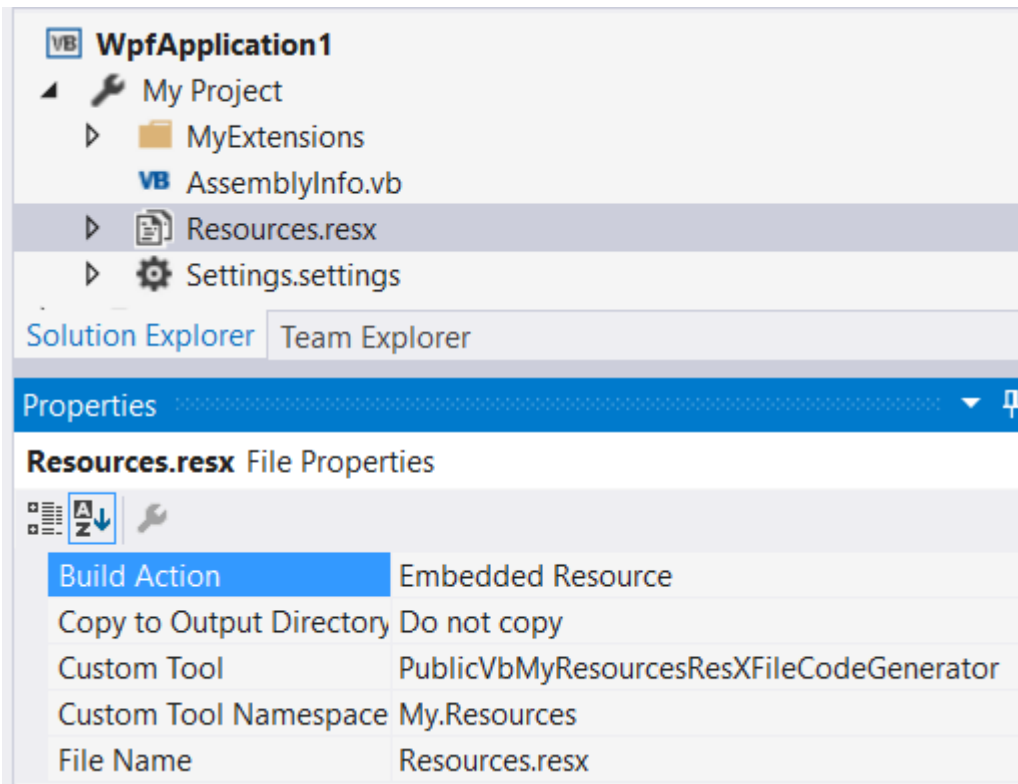 VB WpfApplication1
My Project
MyExtensions
VB AssemblyInfo.vb
Resources.resx
Settings.settings
Solution Explorer Team Explorer
Properties
Resources.resx File Properties
A Z
Build Action Embedded Resource
Copy to Output Directory Do not copy
Custom Tool PublicVbMyResourcesResXFileCodeGenerator
Custom Tool Namespace My.Resources
File Name Resources.resx